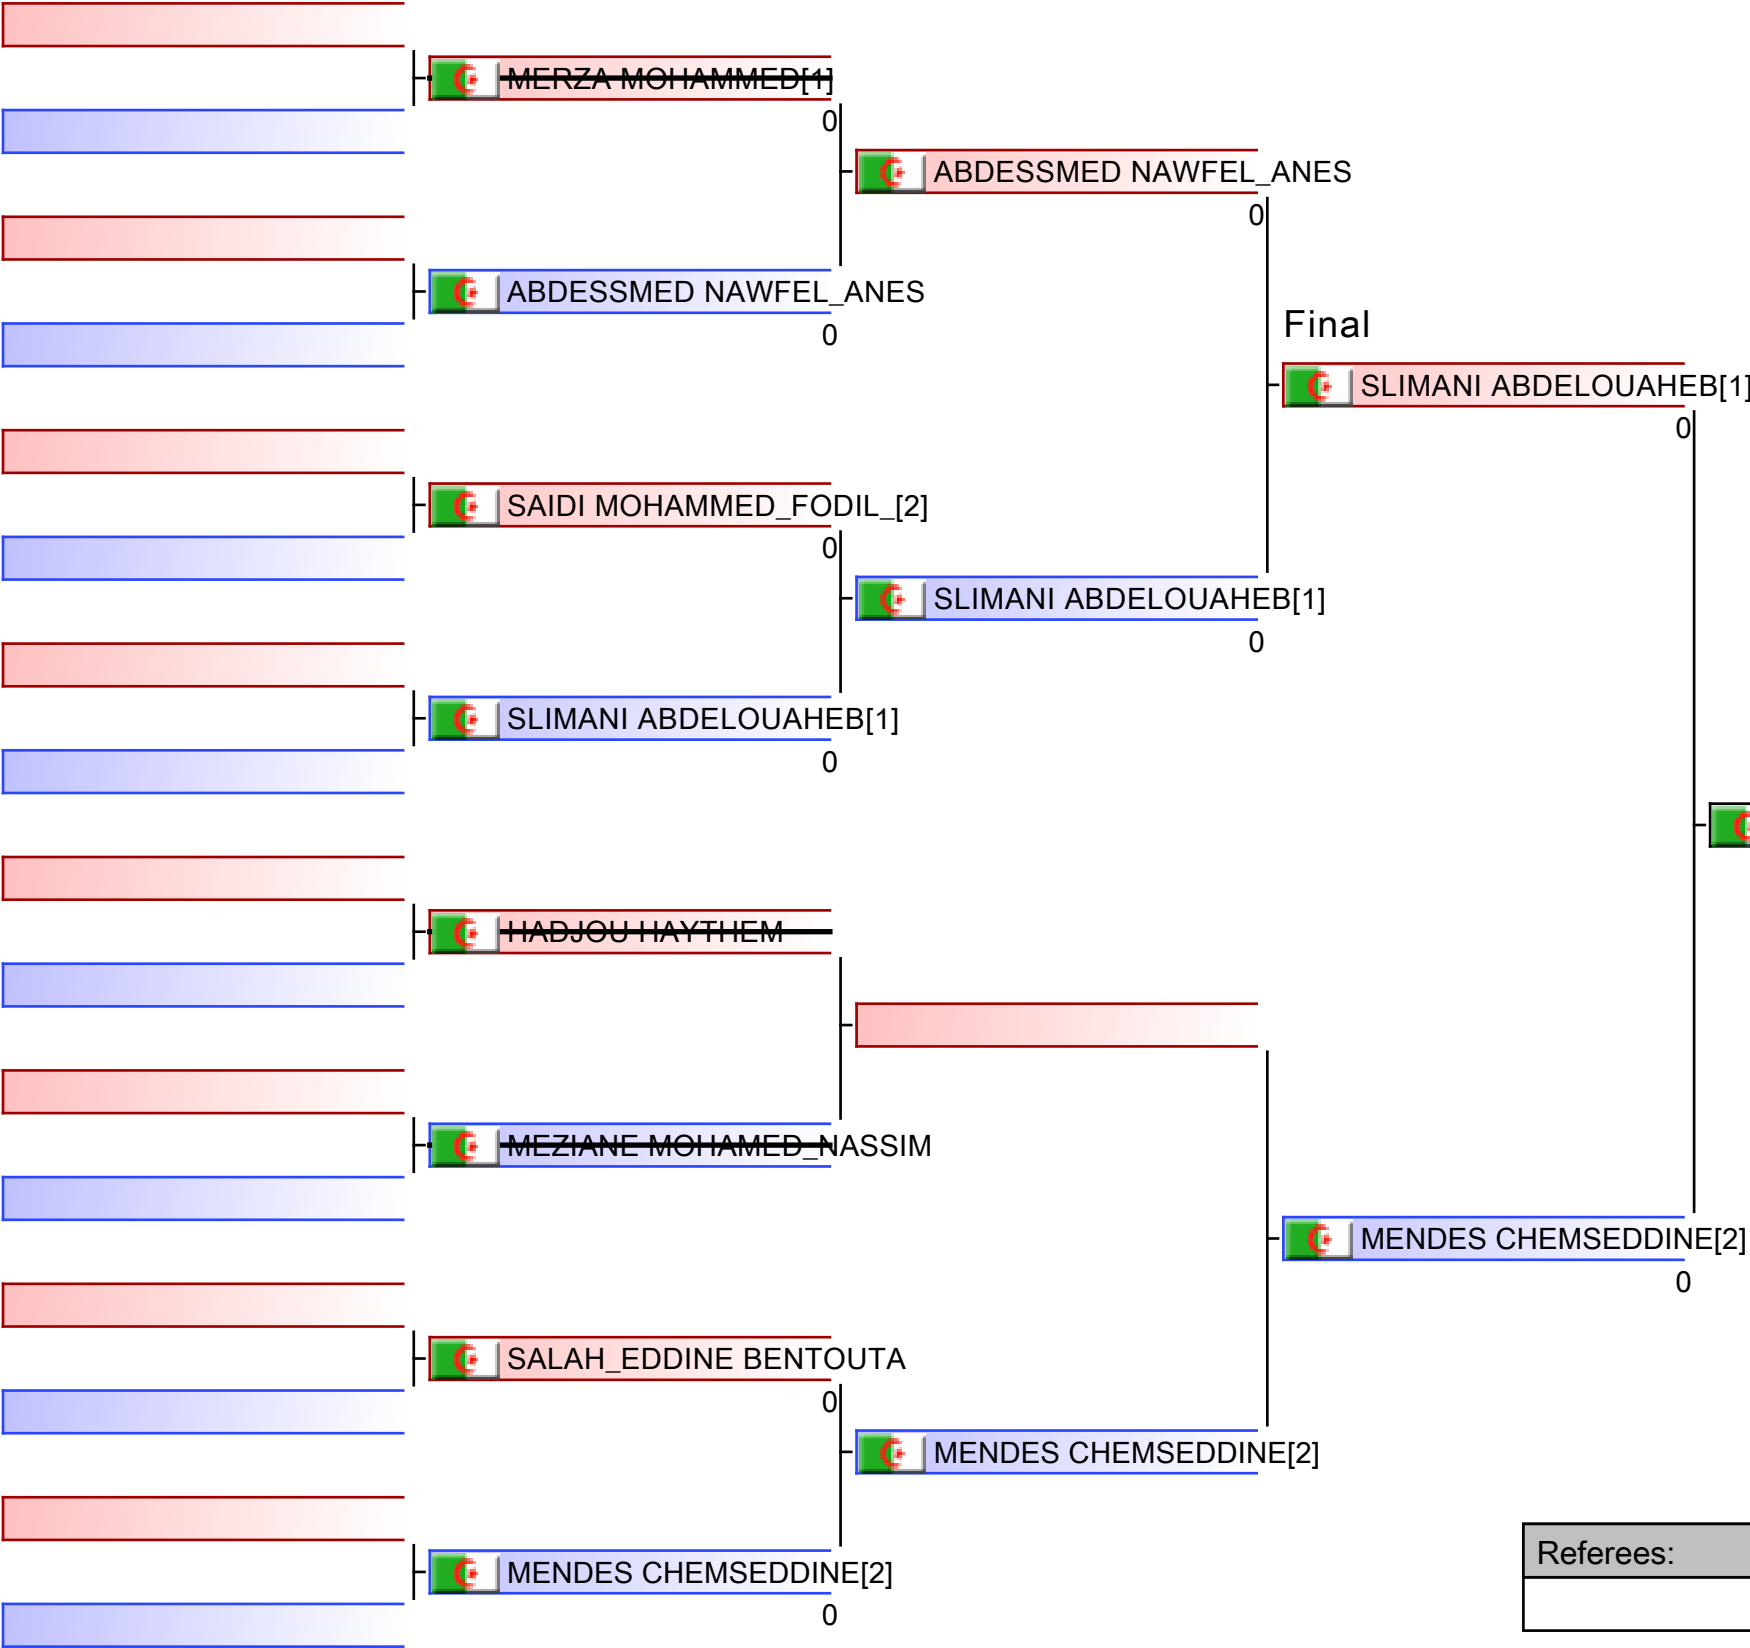 MERZA MOHAMMED[1]
0
ABDESSMED NAWFEL_ANES
0
ABDESSMED NAWFEL_ANES
0
Final
SLIMANI ABDELOUAHEB[1]
0
SAIDI MOHAMMED_FODIL_[2]
0
SLIMANI ABDELOUAHEB[1]
0
SLIMANI ABDELOUAHEB[1]
0
HADJOU HAYTHEM
MEZIANE MOHAMED_NASSIM
MENDES CHEMSEDDINE[2]
0
SALAH_EDDINE BENTOUTA
0
MENDES CHEMSEDDINE[2]
MENDES CHEMSEDDINE[2]
0
Referees: